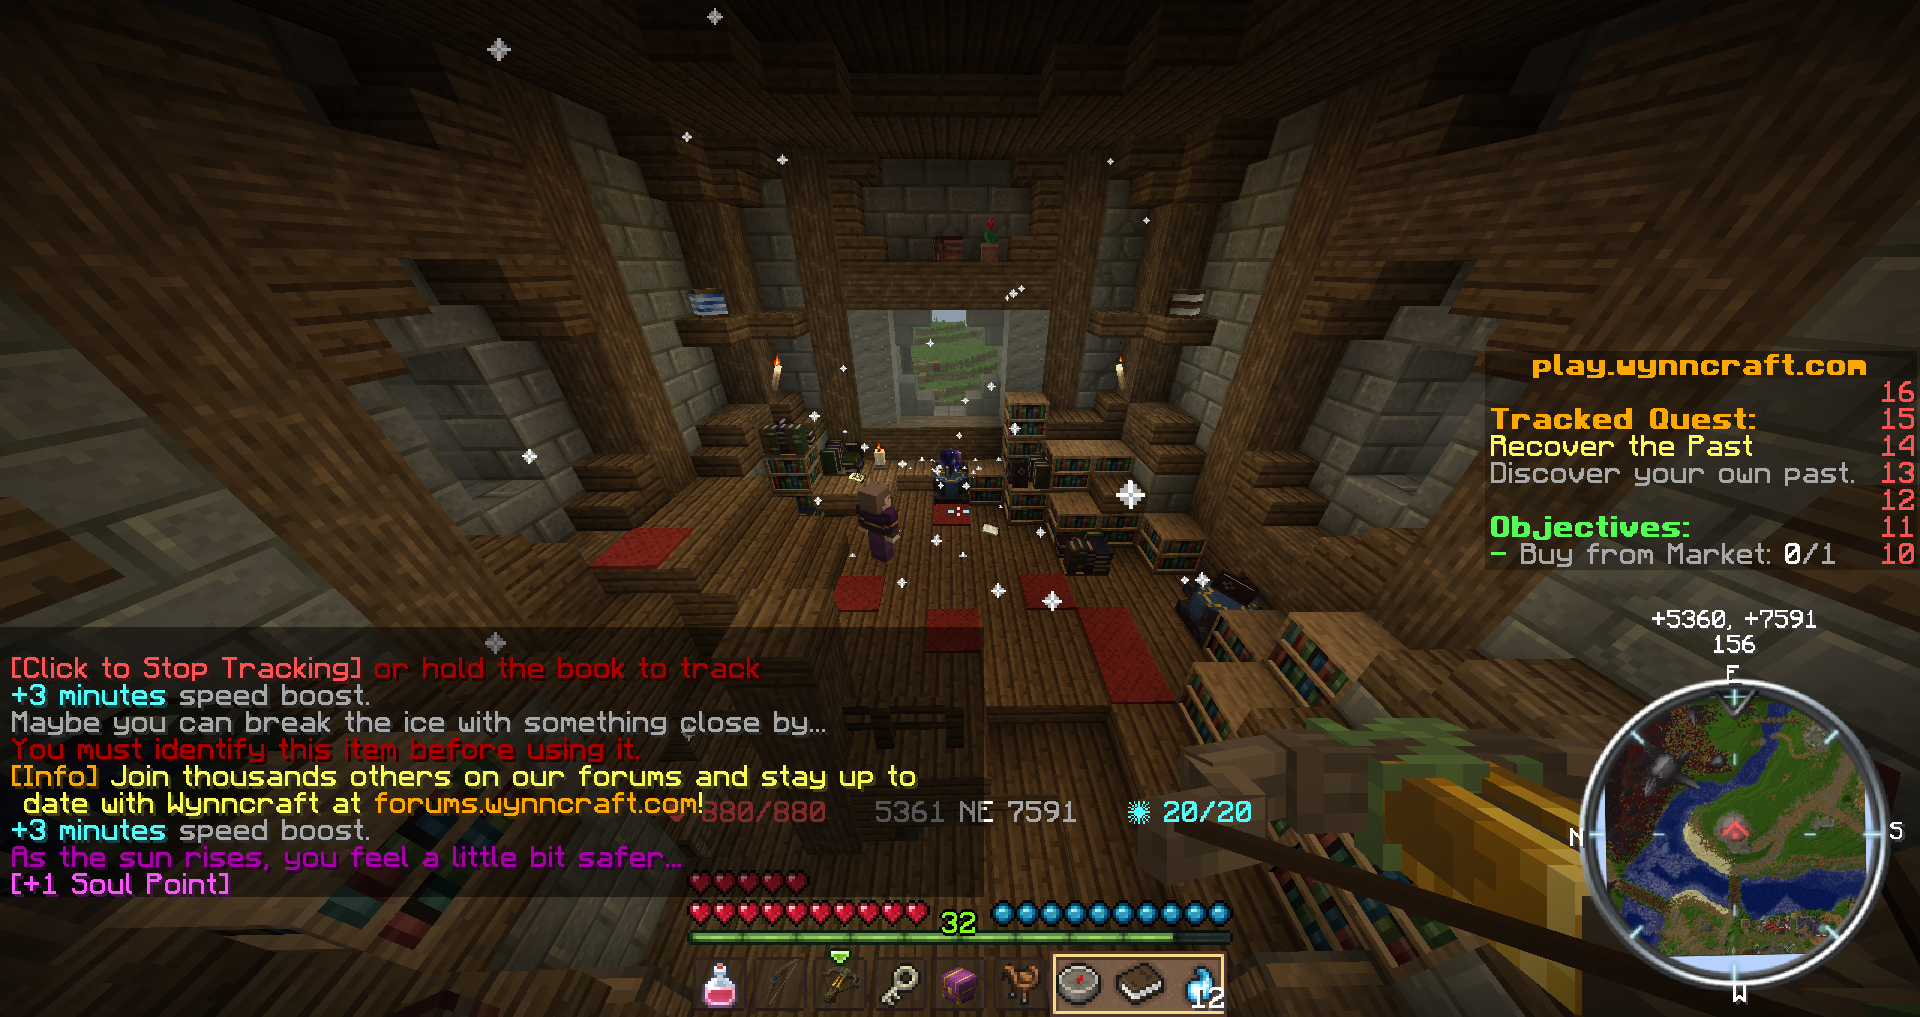 play.wynncraft.com
16
Tracked Quest: 15
Recover the Past 14
Discover your own past. 13
12
Objectives: 11
- Buy from Market: 0/1 10
+5360, +7591
156
E
N
S
W
[Click to Stop Tracking] or hold the book to track
+3 minutes speed boost.
Maybe you can break the ice with something close by...
You must identify this item before using it.
[Info] Join thousands others on our forums and stay up to
date with Wynncraft at forums.wynncraft.com!
+3 minutes speed boost.
As the sun rises, you feel a little bit safer...
[+1 Soul Point]
880/880 5361 NE 7591 20/20
32
12